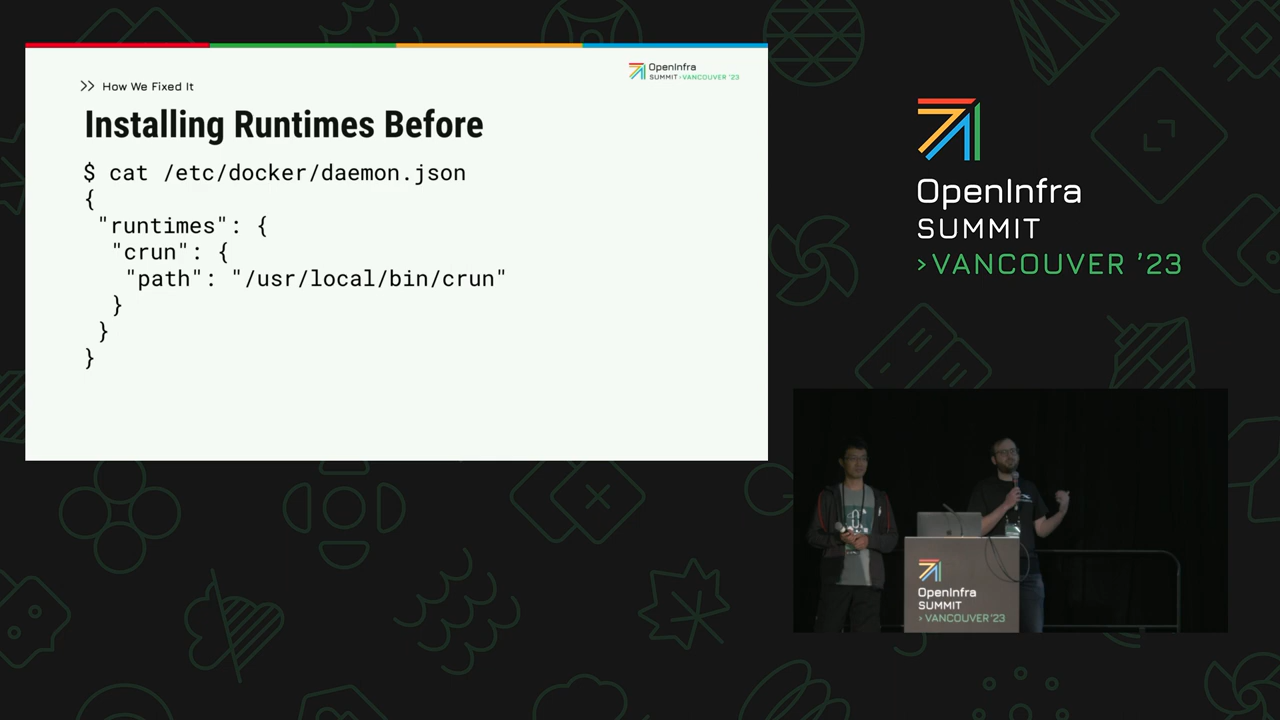 >> How We Fixed It
OpenInfra
SUMMIT >VANCOUVER '23
Installing Runtimes Before
$ cat /etc/docker/daemon.json
{
"runtimes": {
"crun": {
"path": "/usr/local/bin/crun"
}
}
}
OpenInfra
SUMMIT
>VANCOUVER '23
OpenInfra
SUMMIT
>VANCOUVER'23